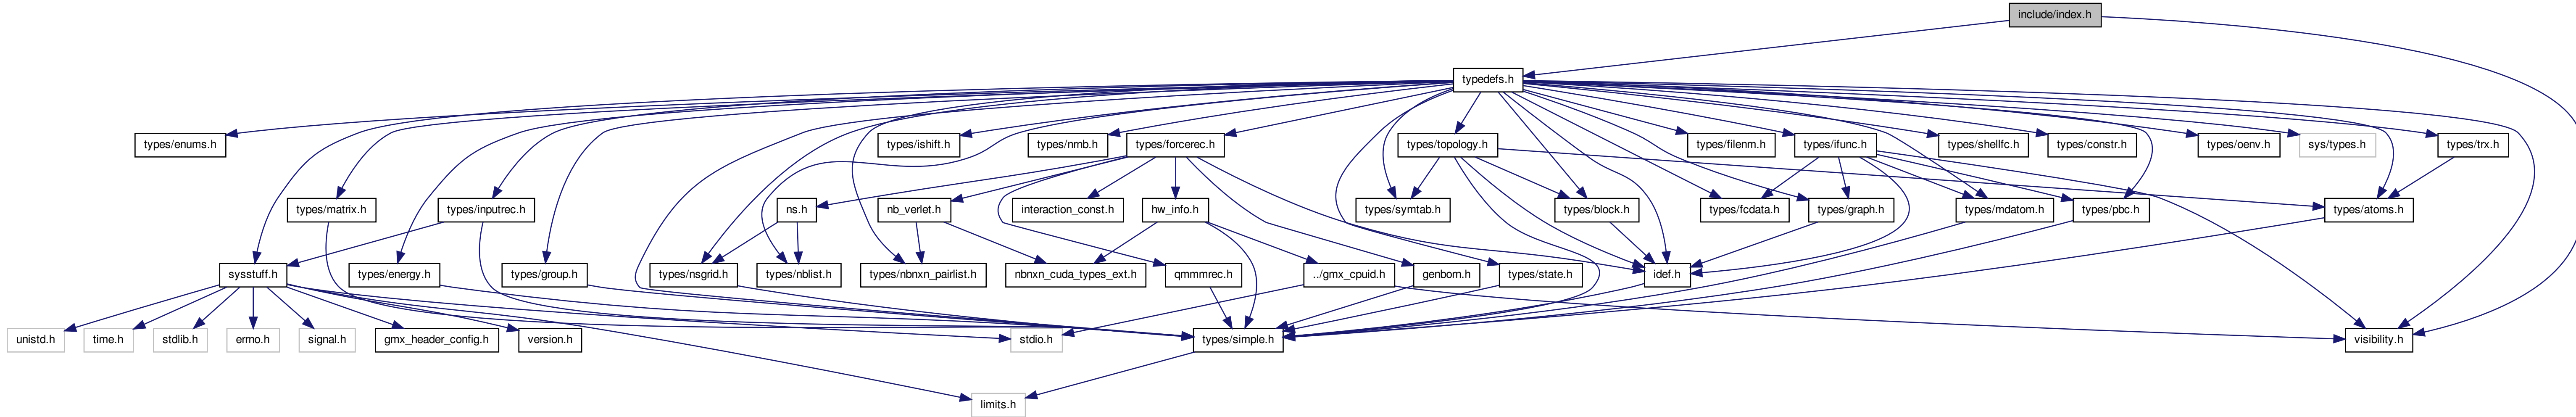 include/index.h
typedefs.h
types/enums.h
types/ishift.h
types/nrnb.h
types/forcerec.h
types/topology.h
types/filenm.h
types/ifunc.h
types/shellfc.h
types/constr.h
types/oenv.h
sys/types.h
types/trx.h
types/matrix.h
types/inputrec.h
ns.h
nb_verlet.h
interaction_const.h
hw_info.h
types/symtab.h
types/block.h
types/fcdata.h
types/graph.h
types/mdatom.h
types/pbc.h
types/atoms.h
sysstuff.h
types/energy.h
types/group.h
types/nsgrid.h
types/nblist.h
types/nbnxn_pairlist.h
nbnxn_cuda_types_ext.h
qmmmrec.h
../gmx_cpuid.h
genborn.h
types/state.h
idef.h
unistd.h
time.h
stdlib.h
errno.h
signal.h
gmx_header_config.h
version.h
stdio.h
types/simple.h
visibility.h
limits.h